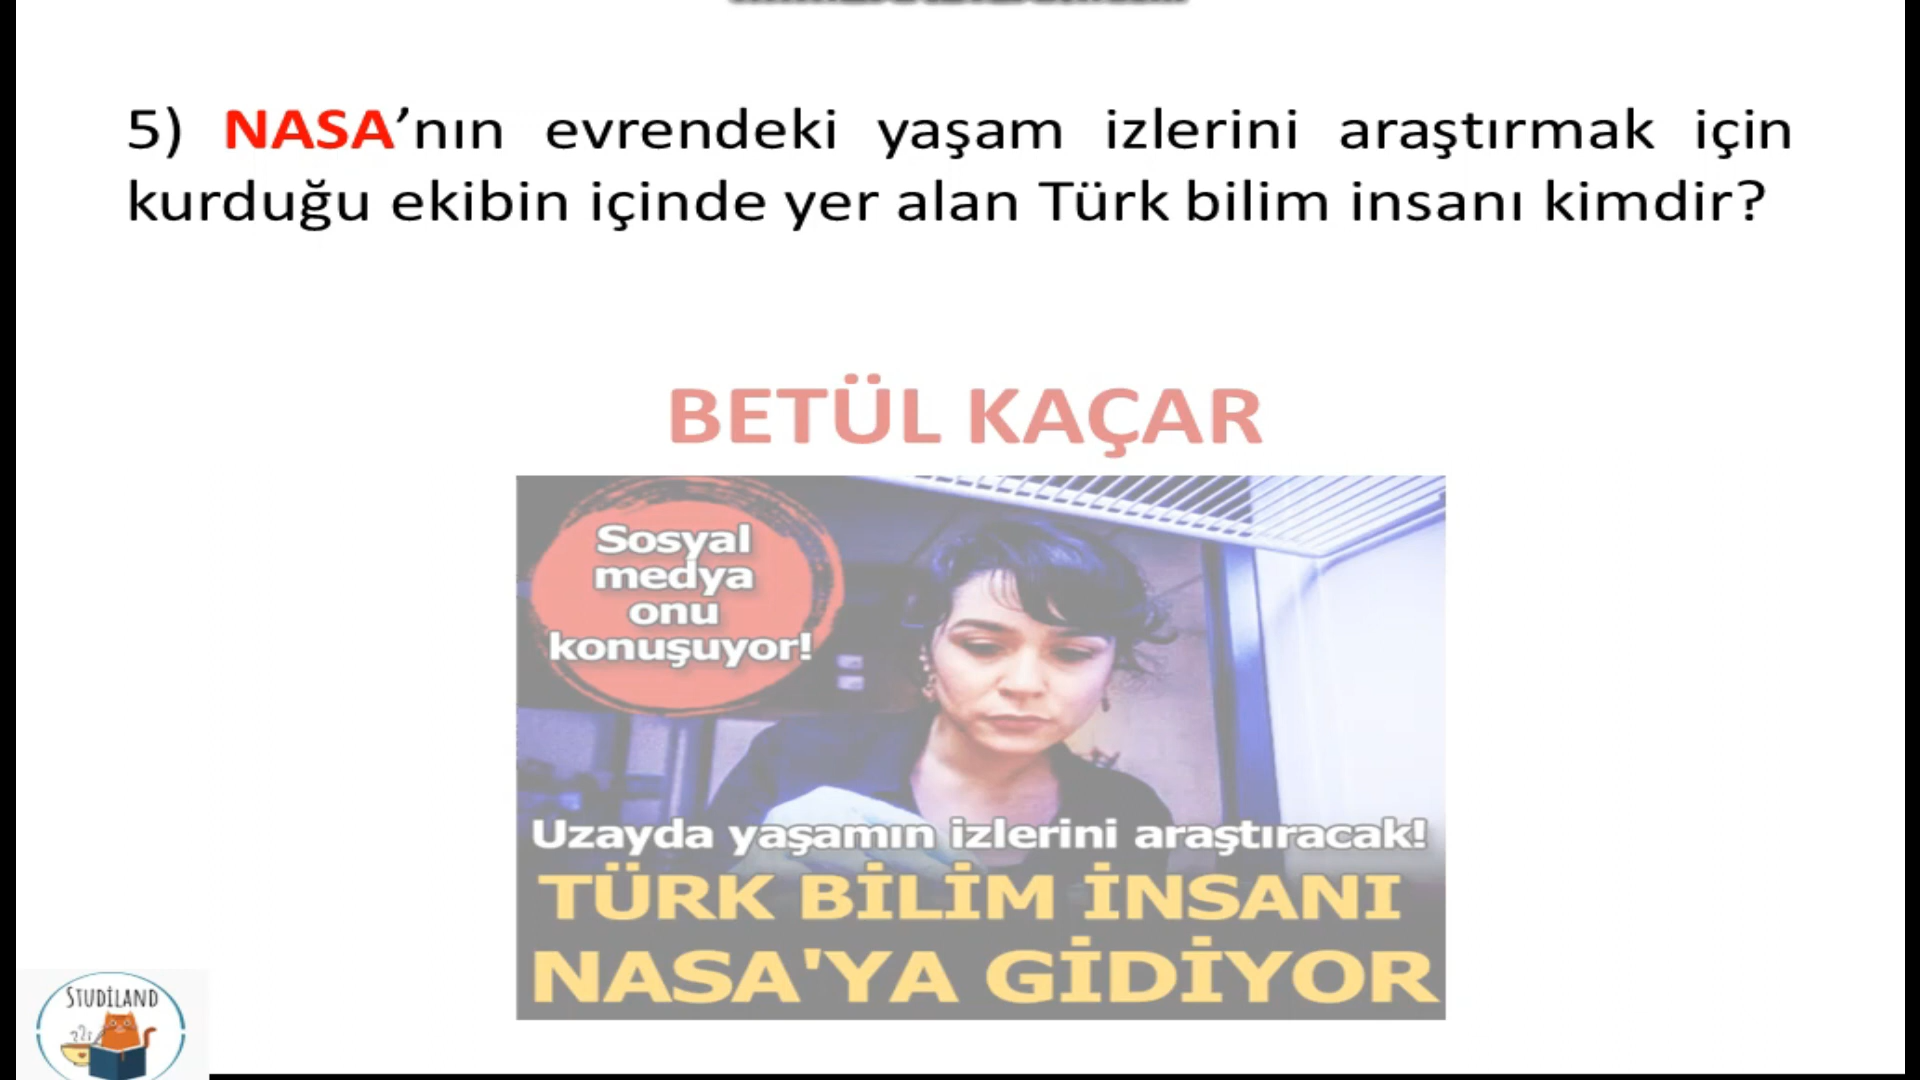 5) NASA’nın evrendeki yaşam izlerini araştırmak için
kurduğu ekibin içinde yer alan Türk bilim insanı kimdir?
BETÜL KAÇAR
Sosyal
medya
onu
konuşuyor!
Uzayda yaşamın izlerini araştıracak!
TÜRK BİLİM İNSANI
NASA'YA GİDİYOR
STUDİLAND